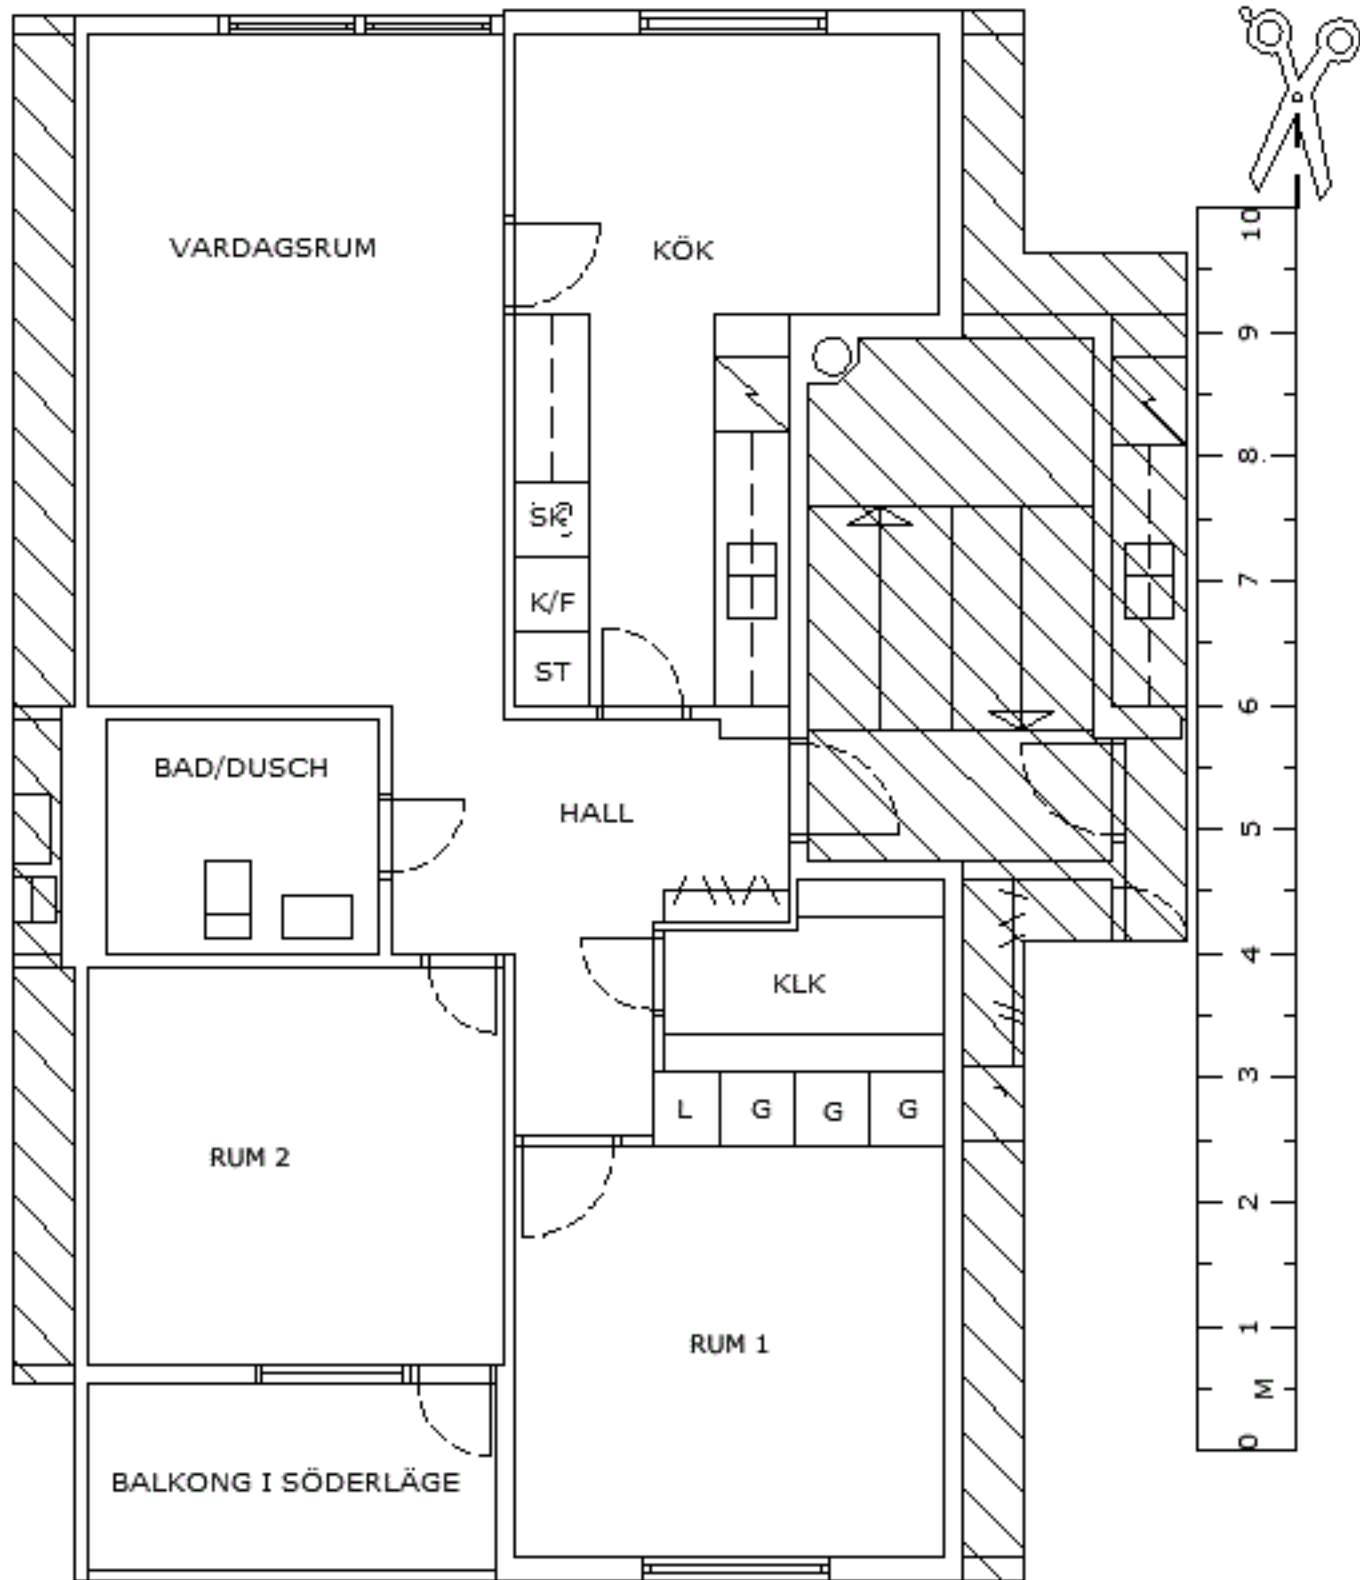 VARDAGSRUM
KÖK
SK
K/F
ST
BAD/DUSCH
HALL
KLK
L G G G
RUM 2
RUM 1
BALKONG I SÖDERLÄGE
10
9
8
7
6
5
4
3
2
1
M
0